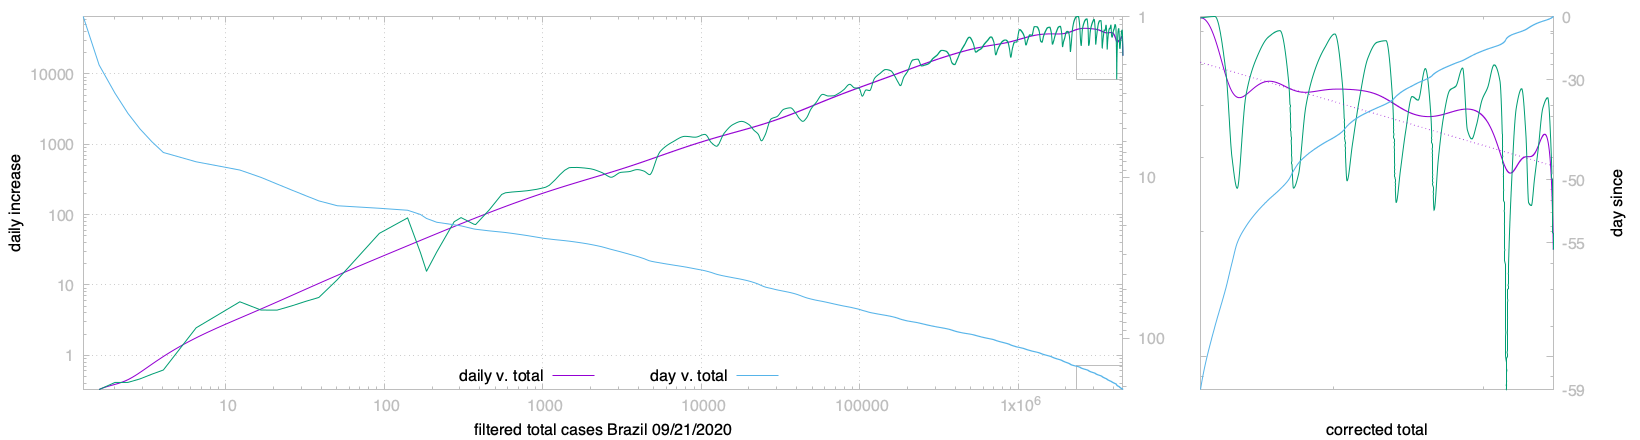 daily increase
10000
1000
100
10
1
10
100
1000
10000
100000
1x10^6
1
10
100
daily v. total
day v. total
filtered total cases Brazil 09/21/2020
0
-30
-50
-55
-59
day since
corrected total